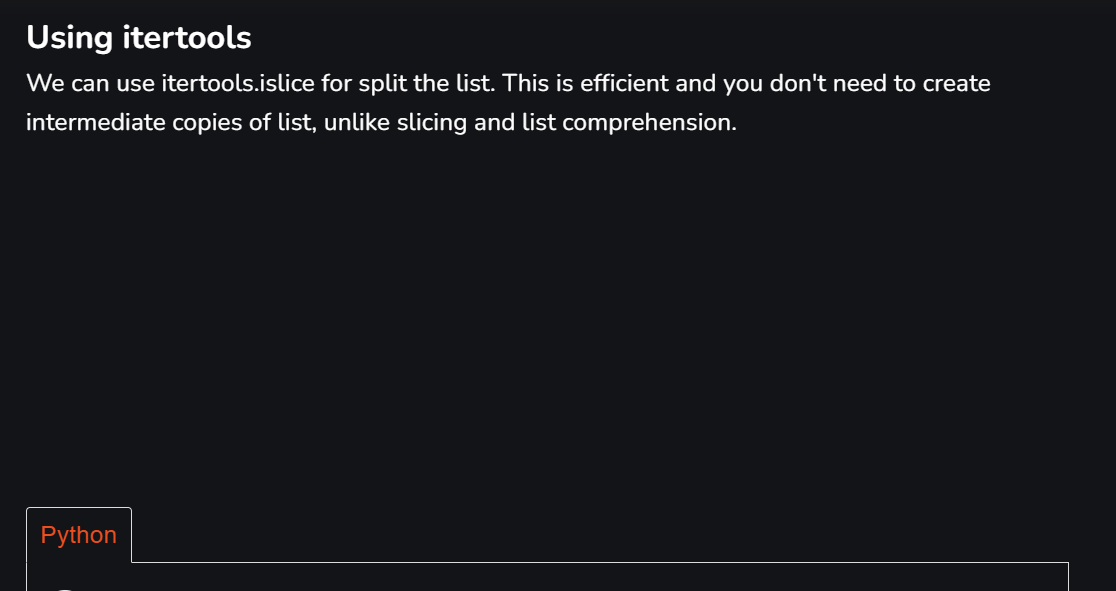 Using itertools
We can use itertools.islice for split the list. This is efficient and you don't need to create
intermediate copies of list, unlike slicing and list comprehension.
Python